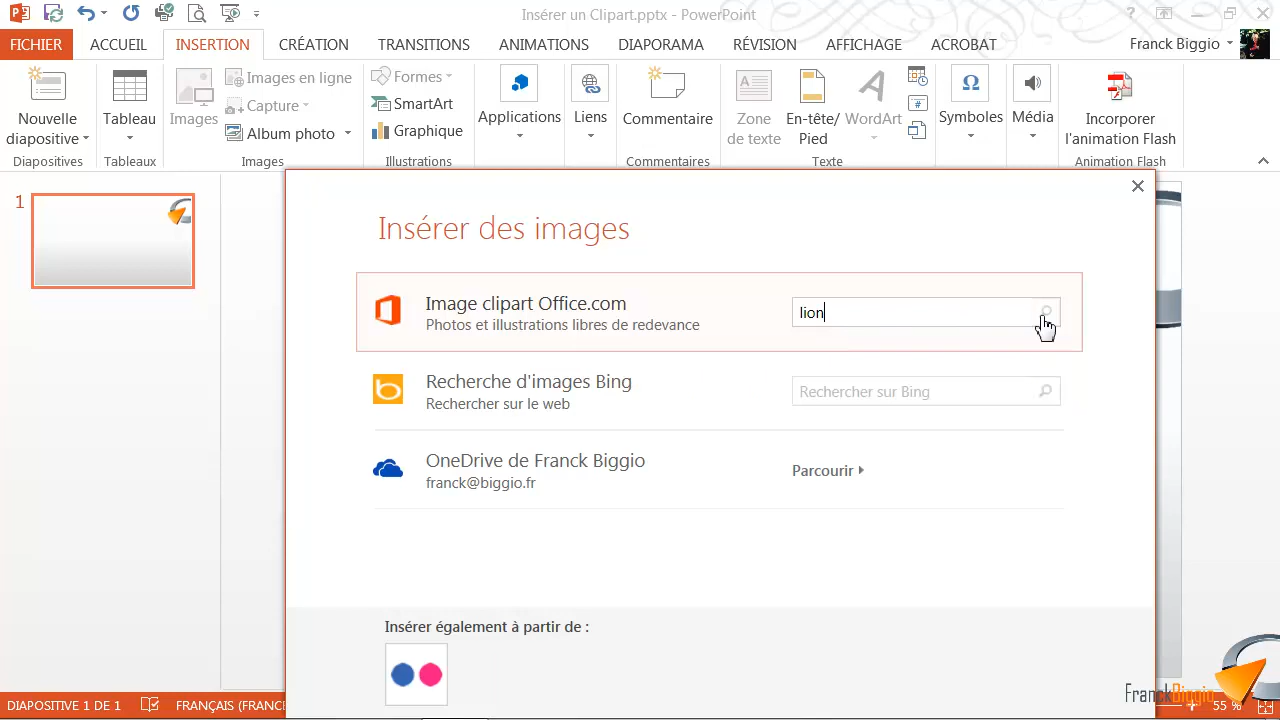 Insérer un Clipart.pptx - PowerPoint
FICHIER ACCUEIL INSERTION CRÉATION TRANSITIONS ANIMATIONS DIAPORAMA RÉVISION AFFICHAGE ACROBAT Franck Biggio
Nouvelle
diapositive
Diapositives
Tableau
Tableaux
Images
Images en ligne
Capture
Album photo
Images
Formes
SmartArt
Graphique
Illustrations
Applications
Liens
Commentaire
Commentaires
Zone
de texte
En-tête/
Pied
WordArt
Texte
Symboles
Média
Incorporer
l'animation Flash
Animation Flash
1
Insérer des images
Image clipart Office.com
Photos et illustrations libres de redevance
lion
Recherche d'images Bing
Rechercher sur le web
Rechercher sur Bing
OneDrive de Franck Biggio
franck@biggio.fr
Parcourir
Insérer également à partir de :
FranckBiggio
DIAPOSITIVE 1 DE 1 FRANÇAIS (FRANCE 55 %